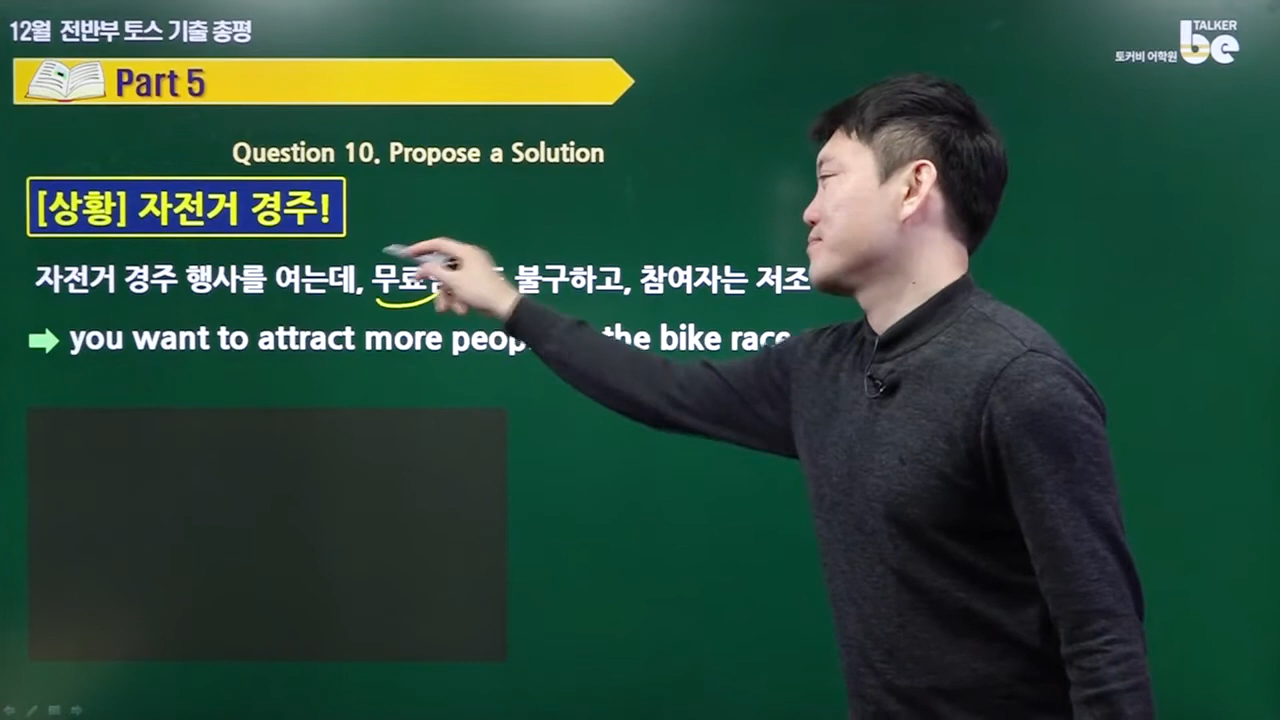 12월 전반부 토스 기출 총평
TALKER
be
토커비 어학원
Part 5
Question 10. Propose a Solution
[상황] 자전거 경주!
자전거 경주 행사를 여는데, 불구하고, 참여자는 저조
you want to attract more the bike race